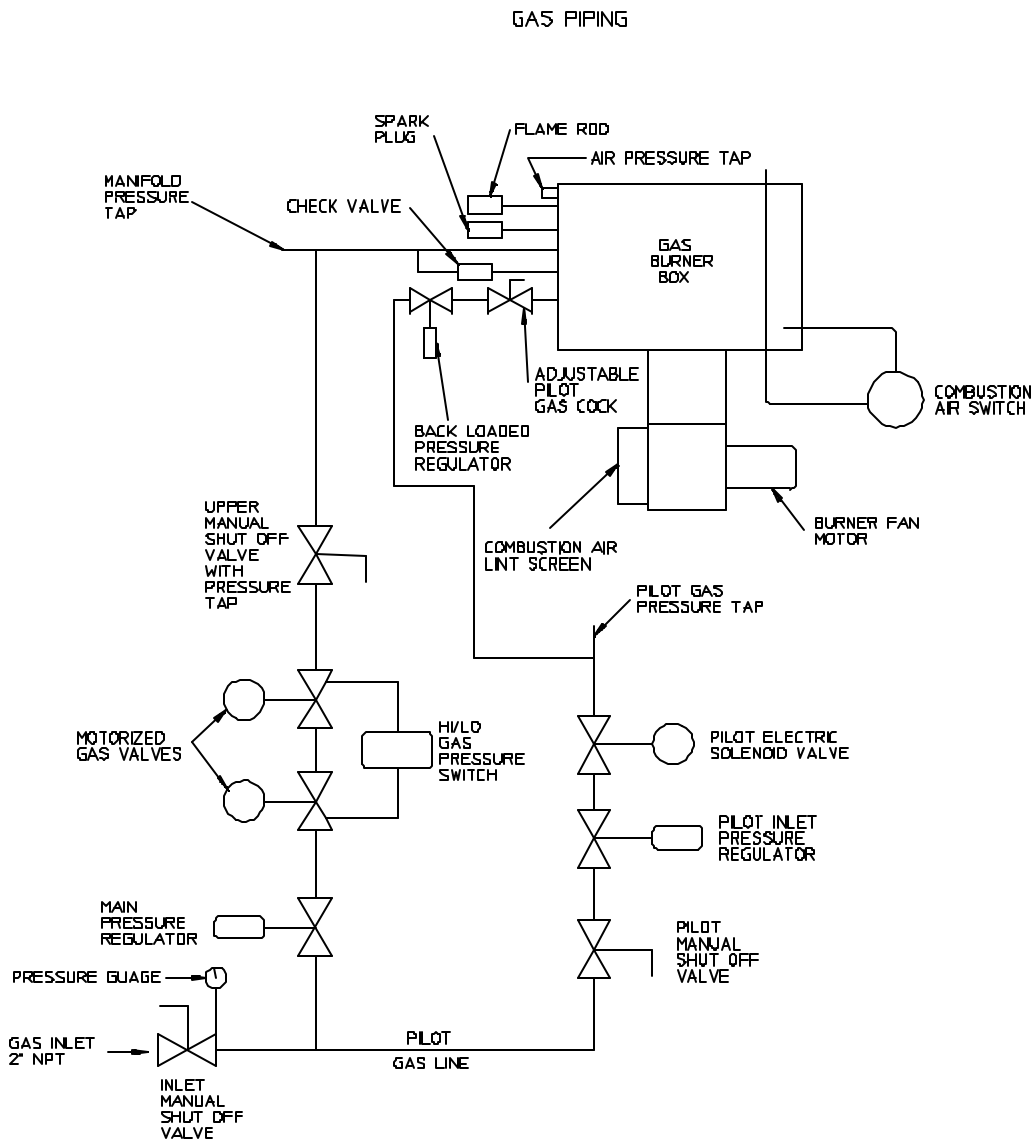 GAS PIPING
SPARK
PLUG
FLAME ROD
AIR PRESSURE TAP
MANIFOLD
PRESSURE
TAP
CHECK VALVE
GAS
BURNER
BOX
ADJUSTABLE
PILOT
GAS COCK
COMBUSTION
AIR SWITCH
BACK LOADED
PRESSURE
REGULATOR
UPPER
MANUAL
SHUT OFF
VALVE
WITH
PRESSURE
TAP
COMBUSTION AIR
LINT SCREEN
BURNER FAN
MOTOR
PILOT GAS
PRESSURE TAP
MOTORIZED
GAS VALVES
HI/LO
GAS
PRESSURE
SWITCH
PILOT ELECTRIC
SOLENOID VALVE
PILOT INLET
PRESSURE
REGULATOR
MAIN
PRESSURE
REGULATOR
PILOT
MANUAL
SHUT OFF
VALVE
PRESSURE GUAGE
GAS INLET
2" NPT
PILOT
GAS LINE
INLET
MANUAL
SHUT OFF
VALVE